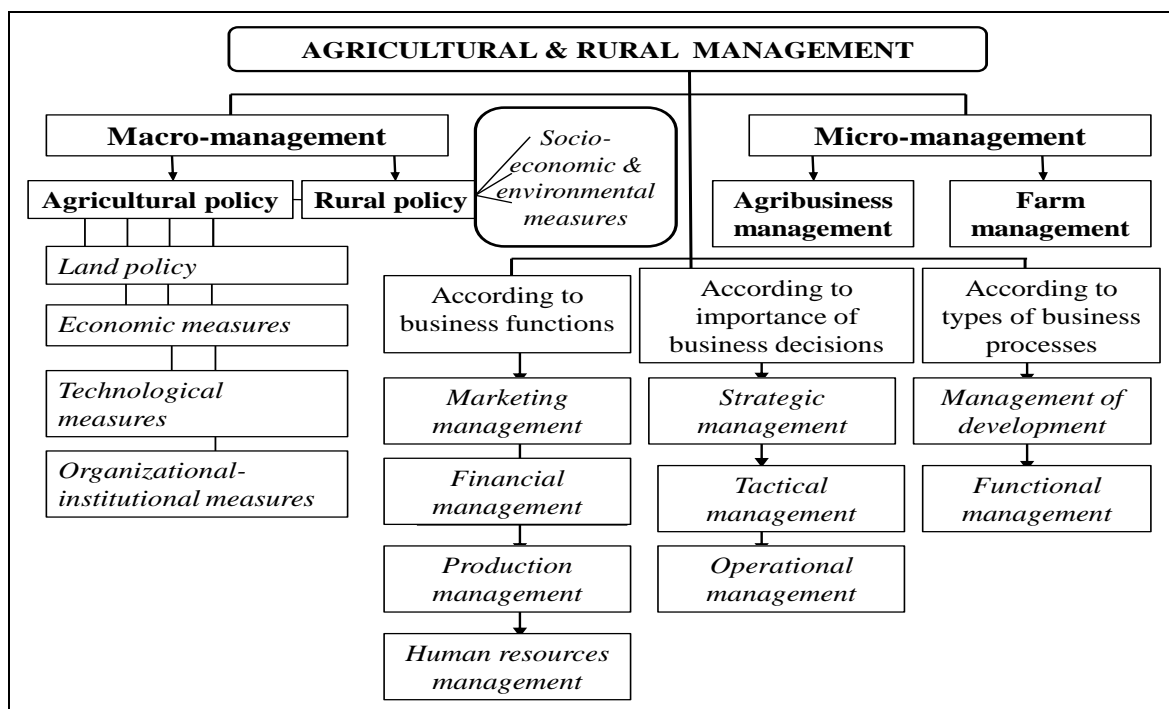 AGRICULTURAL & RURAL MANAGEMENT
Macro-management
Socio-
economic &
environmental
measures
Micro-management
Agricultural policy
Rural policy
Agribusiness
management
Farm
management
Land policy
Economic measures
Technological
measures
Organizational-
institutional measures
According to
business functions
Marketing
management
Financial
management
Production
management
Human resources
management
According to
importance of
business decisions
Strategic
management
Tactical
management
Operational
management
According to
types of business
processes
Management of
development
Functional
management